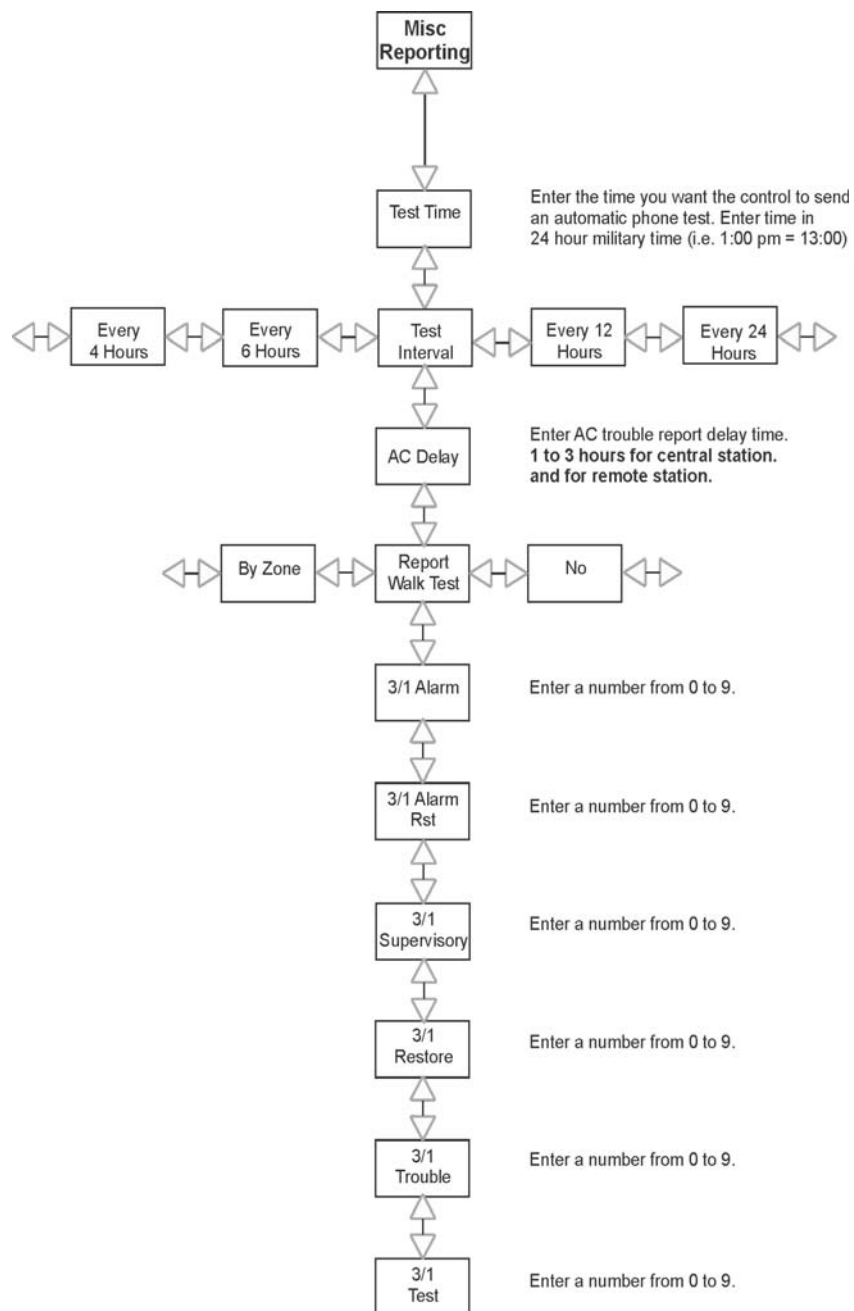 Misc
Reporting
Test Time
Enter the time you want the control to send
an automatic phone test. Enter time in
24 hour military time (i.e. 1:00 pm = 13:00)
Every
4 Hours
Every
6 Hours
Test
Interval
Every 12
Hours
Every 24
Hours
AC Delay
Enter AC trouble report delay time.
1 to 3 hours for central station.
and for remote station.
By Zone
Report
Walk Test
No
3/1 Alarm
Enter a number from 0 to 9.
3/1 Alarm
Rst
Enter a number from 0 to 9.
3/1
Supervisory
Enter a number from 0 to 9.
3/1
Restore
Enter a number from 0 to 9.
3/1
Trouble
Enter a number from 0 to 9.
3/1
Test
Enter a number from 0 to 9.